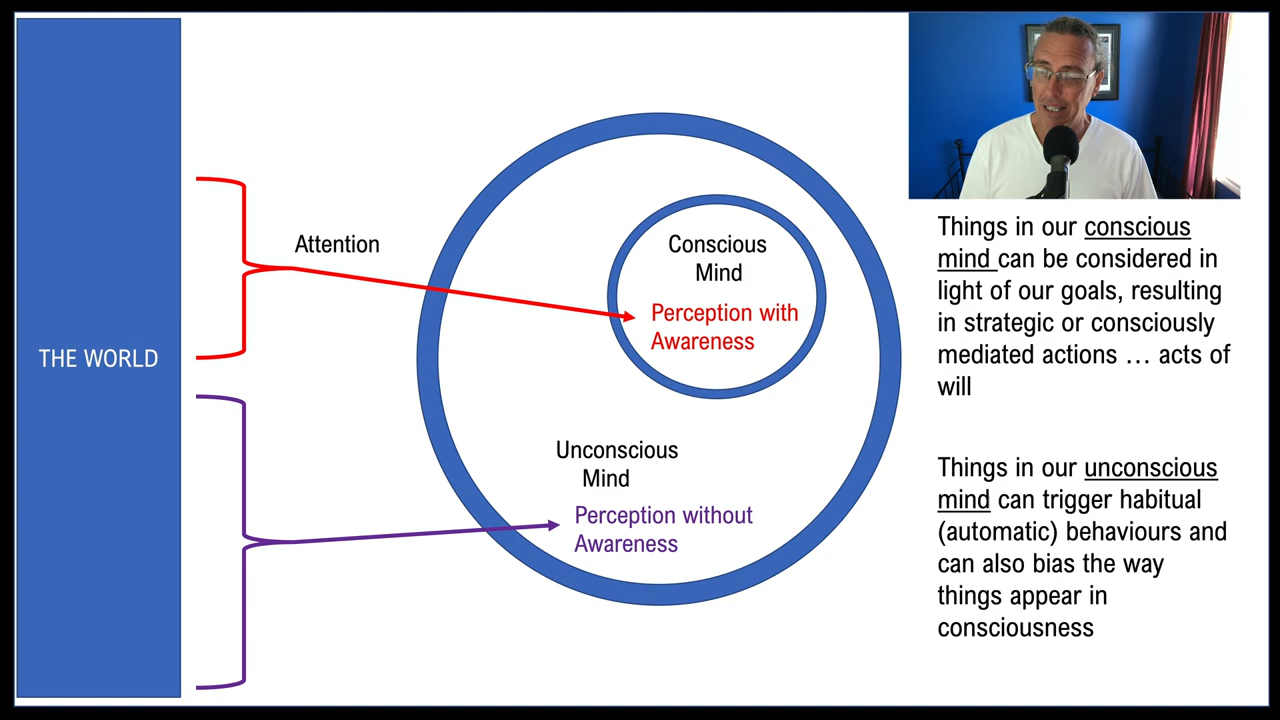 THE WORLD
Attention
Conscious
Mind
Perception with
Awareness
Unconscious
Mind
Perception without
Awareness
Things in our conscious
mind can be considered in
light of our goals, resulting
in strategic or consciously
mediated actions … acts of
will
Things in our unconscious
mind can trigger habitual
(automatic) behaviours and
can also bias the way
things appear in
consciousness